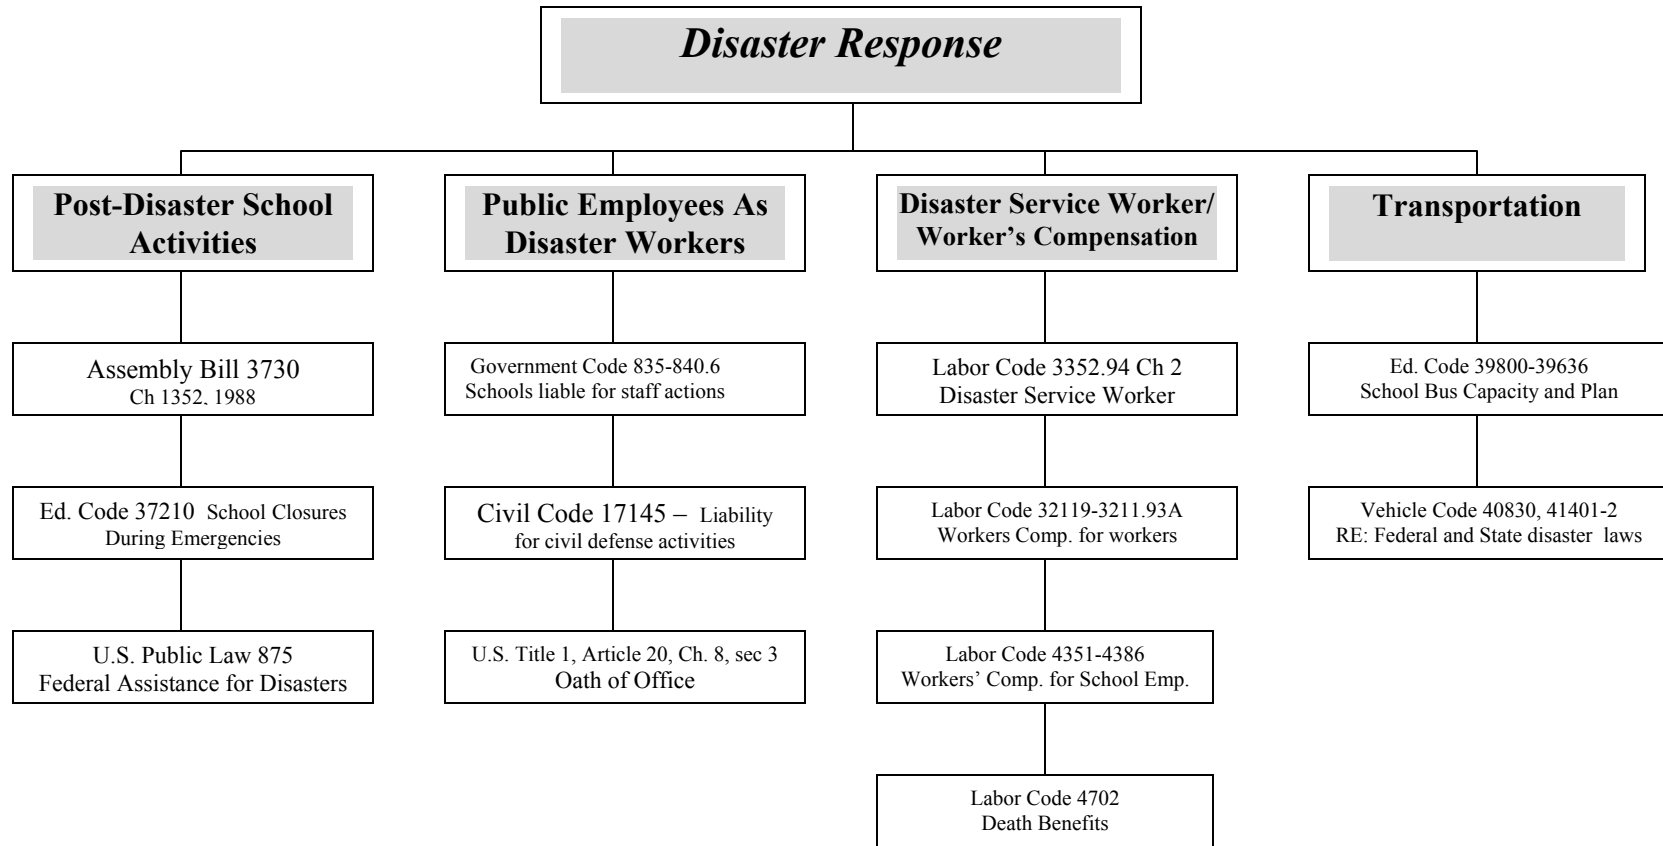 Disaster Response
Post-Disaster School
Activities
Assembly Bill 3730
Ch 1352, 1988
Ed. Code 37210 School Closures
During Emergencies
U.S. Public Law 875
Federal Assistance for Disasters
Public Employees As
Disaster Workers
Government Code 835-840.6
Schools liable for staff actions
Civil Code 17145 – Liability
for civil defense activities
U.S. Title 1, Article 20, Ch. 8, sec 3
Oath of Office
Disaster Service Worker/
Worker’s Compensation
Labor Code 3352.94 Ch 2
Disaster Service Worker
Labor Code 32119-3211.93A
Workers Comp. for workers
Labor Code 4351-4386
Workers’ Comp. for School Emp.
Labor Code 4702
Death Benefits
Transportation
Ed. Code 39800-39636
School Bus Capacity and Plan
Vehicle Code 40830, 41401-2
RE: Federal and State disaster laws